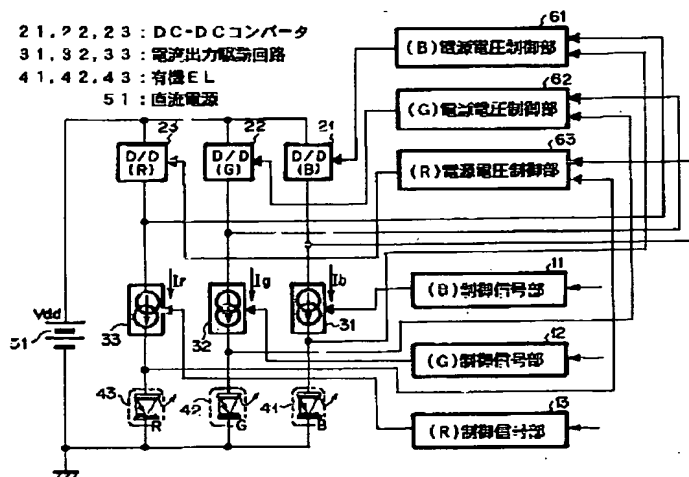 21,22,23:DC-DCコンバータ
31,32,33:電流出力駆動回路
41,42,43:有機EL
51:直流電源
61
(B)電源電圧制御部
62
(G)電源電圧制御部
63
(R)電源電圧制御部
23
D/D
(R)
22
D/D
(G)
21
D/D
(B)
Ir
Ig
Ib
33
32
31
Vdd
51
11
(B)制御信号部
12
(G)制御信号部
13
(R)制御信号部
43
R
42
G
41
B